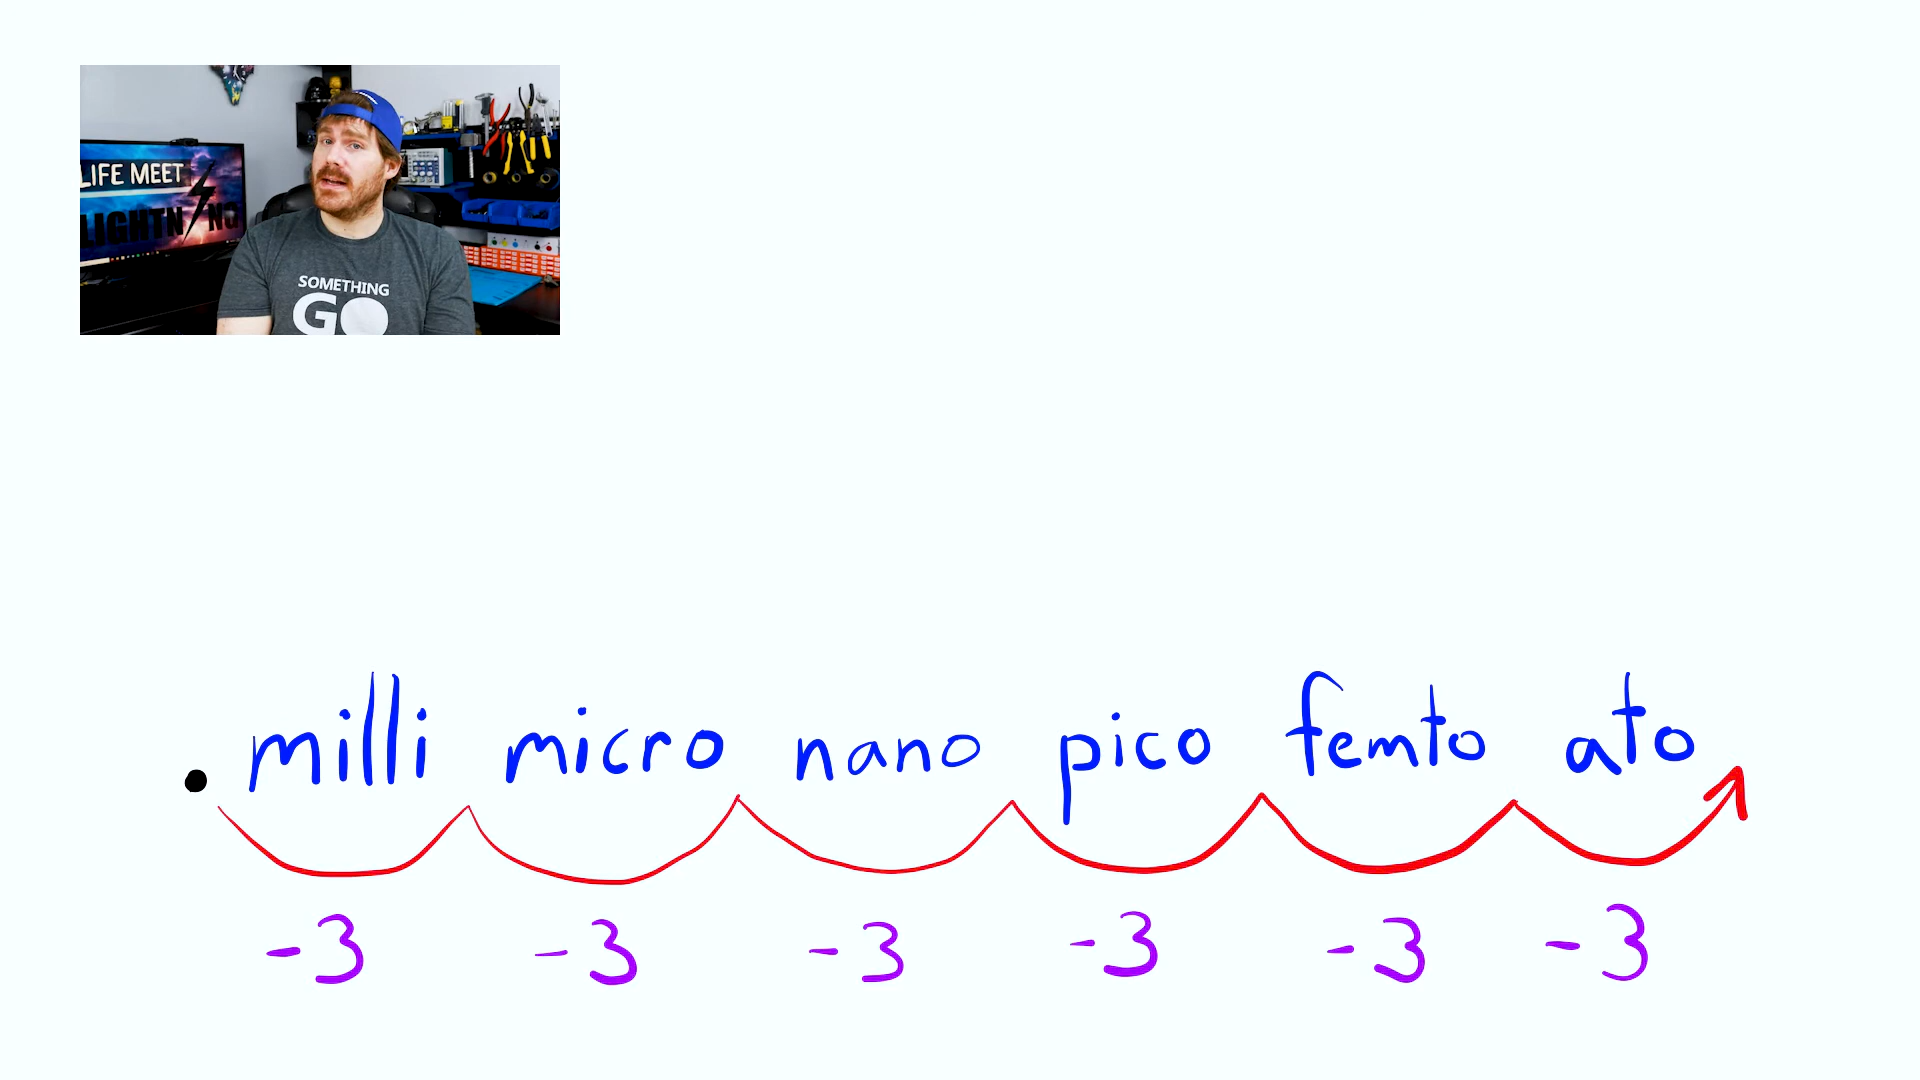 LIFE MEET
LIGHTNING
SOMETHING
GO
milli micro nano pico femto ato
-3 -3 -3 -3 -3 -3